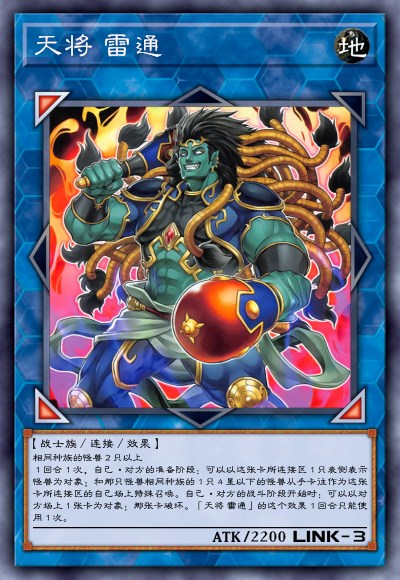 天将 雷通
地
【战士族／连接／效果】
相同种族的怪兽2只以上
1回合1次，自己·对方的准备阶段：可以以这张卡所连接区1只表侧表示
怪兽为对象；和那只怪兽相同种族的1只4星以下的怪兽从手卡往作为这张
卡所连接区的自己场上特殊召唤。自己·对方的战斗阶段开始时：可以以对
方场上1张卡为对象；那张卡破坏。「天将 雷通」的这个效果1回合只能使
用1次。
ATK/2200 LINK-3